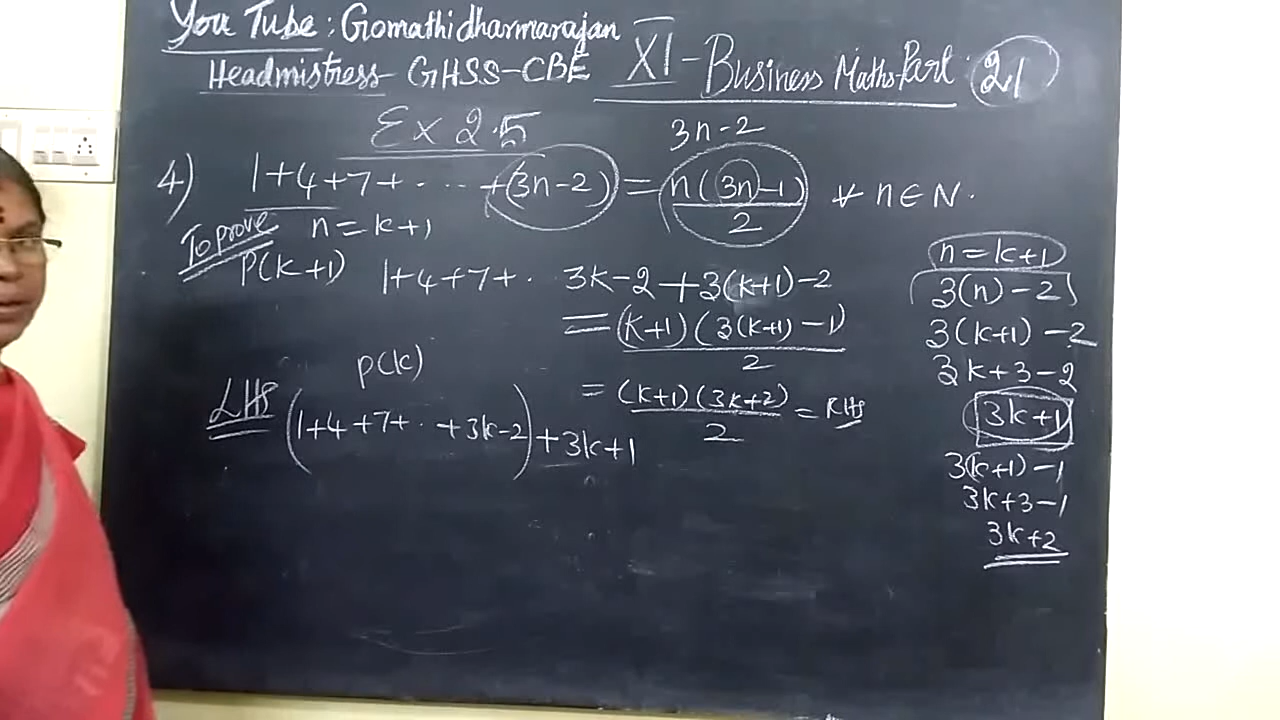 You Tube : Gomathidharmarajan
Headmistress GHSS-CBE
XI - Business Maths Part 21
Ex 2.5
3n-2
4) 1+4+7+ . ... +(3n-2) = n(3n-1)/2 ∀ n∈N.
To prove n = k+1
P(k+1) 1+4+7+ . . 3k-2+3(k+1)-2
= (k+1)(3(k+1)-1)/2
= (k+1)(3k+2)/2 = RHS
P(k)
LHS (1+4+7+ . . +3k-2)+3k+1
n = k+1
3(n)-2
3(k+1)-2
3k+3-2
3k+1
3(k+1)-1
3k+3-1
3k+2